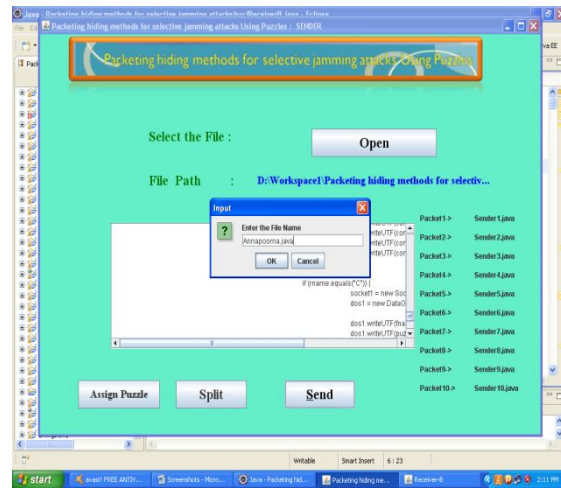 Java - Packeting hiding methods for selective jamming attacks/src/ReceiverB.java - Eclipse
Packeting hiding methods for selective jamming attacks Using Puzzles : SENDER
Packeting hiding methods for selective jamming attacks Using Puzzles
Select the File :
Open
File Path :
D:\Workspace1\Packeting hiding methods for selectiv...
Input
Enter the File Name
Annapoorna.java
OK
Cancel
if (rname.equals("C")) {
socket1 = new Soc
dos1 = new DataO
dos1.writeUTF(fna
dos1.writeUTF(puz
Packet1-> Sender1.java
Packet2-> Sender2.java
Packet3-> Sender3.java
Packet4-> Sender4.java
Packet5-> Sender5.java
Packet6-> Sender6.java
Packet7-> Sender7.java
Packet8-> Sender8.java
Packet9-> Sender9.java
Packet10-> Sender10.java
Assign Puzzle
Split
Send
Writable
Smart Insert
6 : 23
start
avast! FREE ANTIV...
Screenshots - Micro...
Java - Packeting hid...
Packeting hiding me...
Receiver-B
2:11 PM